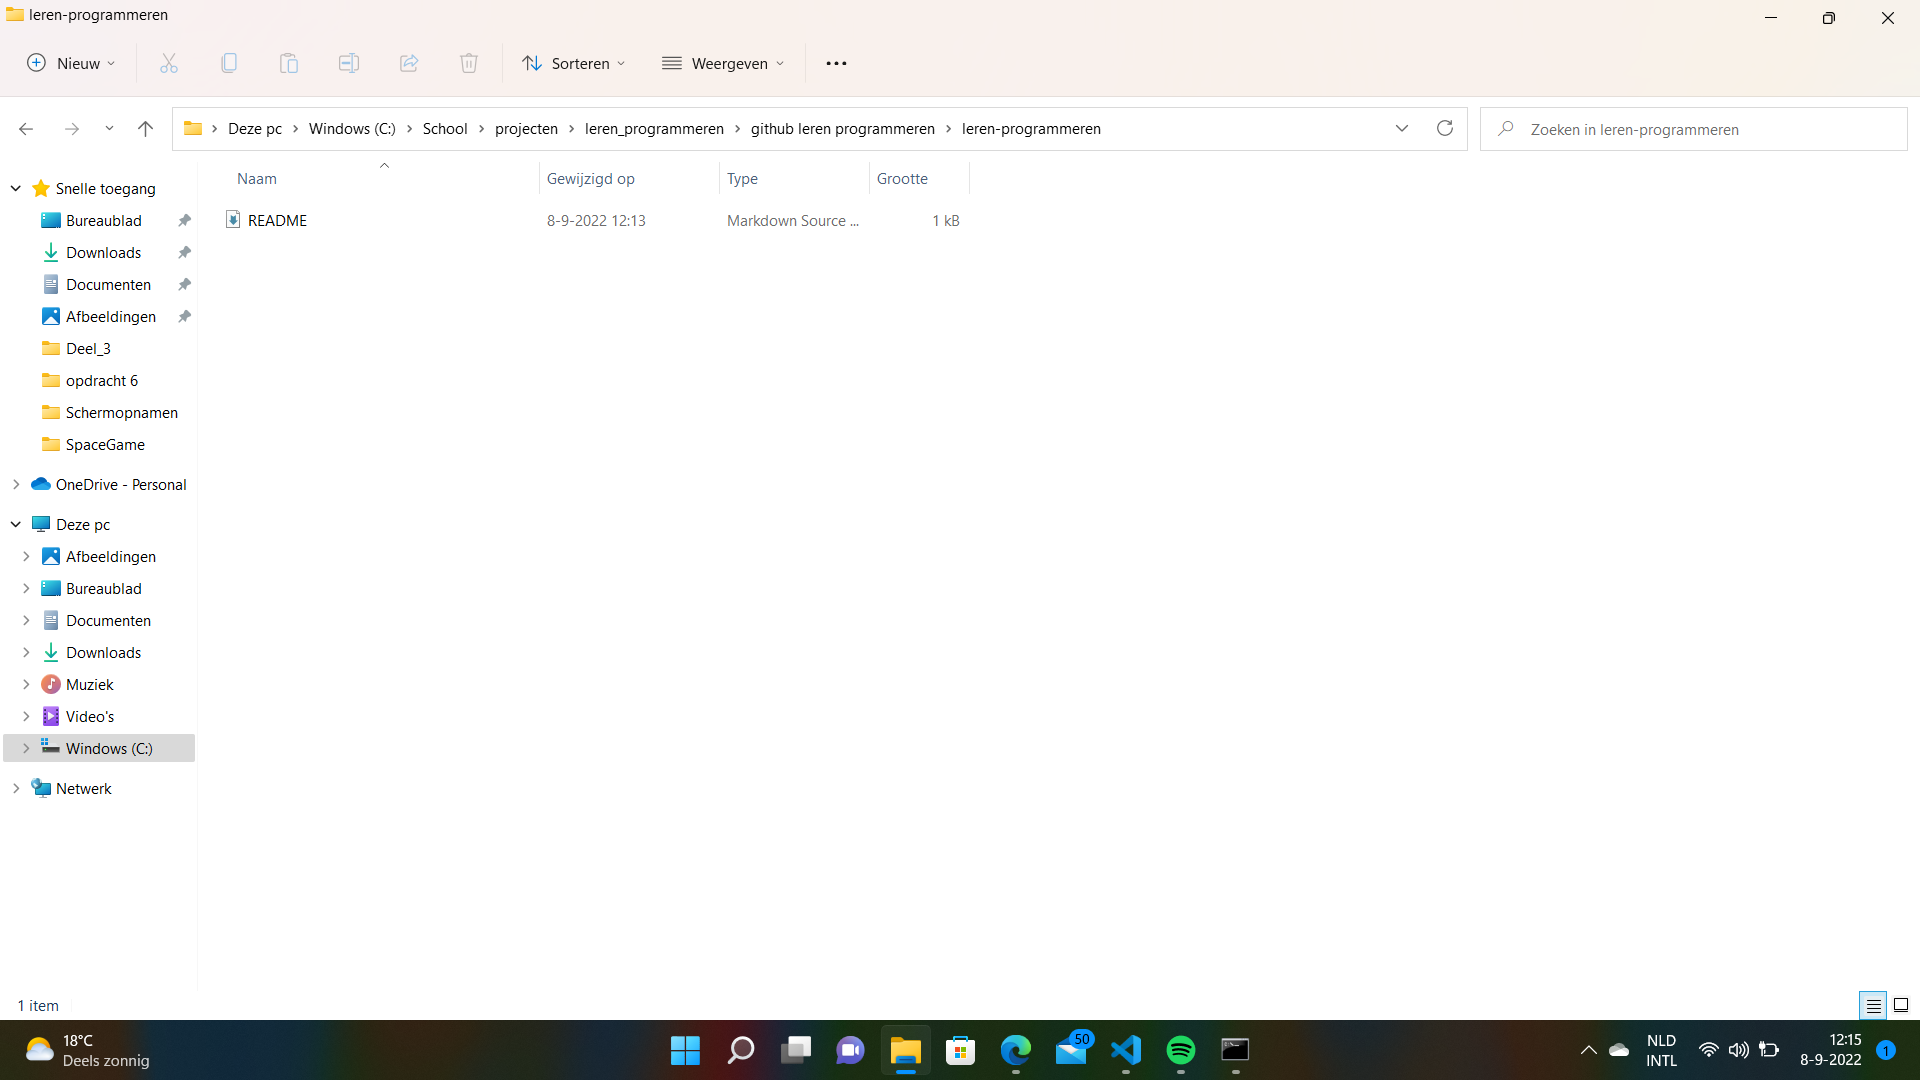 leren-programmeren
Nieuw
Sorteren
Weergeven
Deze pc
Windows (C:)
School
projecten
leren_programmeren
github leren programmeren
leren-programmeren
Zoeken in leren-programmeren
Naam
Gewijzigd op
Type
Grootte
README
8-9-2022 12:13
Markdown Source ...
1 kB
Snelle toegang
Bureaublad
Downloads
Documenten
Afbeeldingen
Deel_3
opdracht 6
Schermopnamen
SpaceGame
OneDrive - Personal
Deze pc
Afbeeldingen
Bureaublad
Documenten
Downloads
Muziek
Video's
Windows (C:)
Netwerk
1 item
18°C
Deels zonnig
50
NLD
INTL
12:15
8-9-2022
1